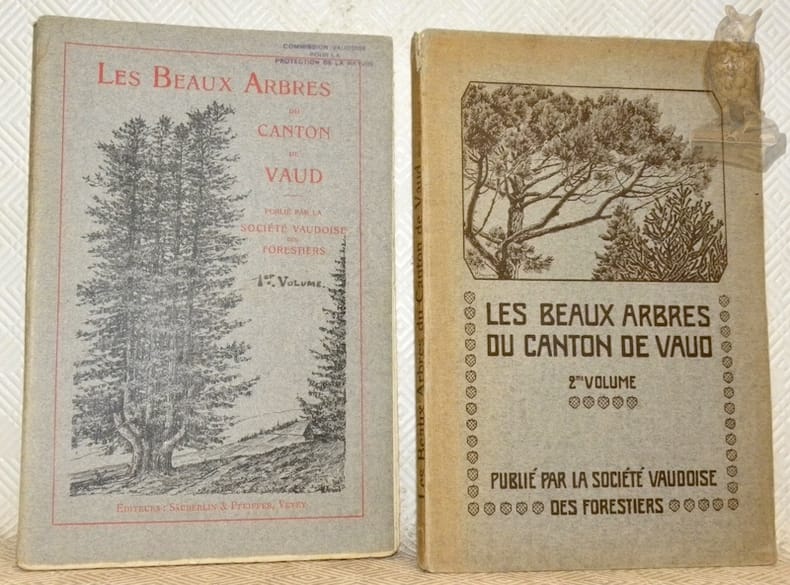 COMMISSION VAUDOISE
POUR LA
PROTECTION DE LA NATURE
LES BEAUX ARBRES
DU
CANTON
DE
VAUD
PUBLIÉ PAR LA
SOCIÉTÉ VAUDOISE
DES
FORESTIERS
1er VOLUME.
EDITEURS: SÄUBERLIN & PFEIFFER, VEVEY
Les Beaux Arbres du Canton de Vaud
LES BEAUX ARBRES
DU CANTON DE VAUD
2me VOLUME
PUBLIÉ PAR LA SOCIÉTÉ VAUDOISE
DES FORESTIERS